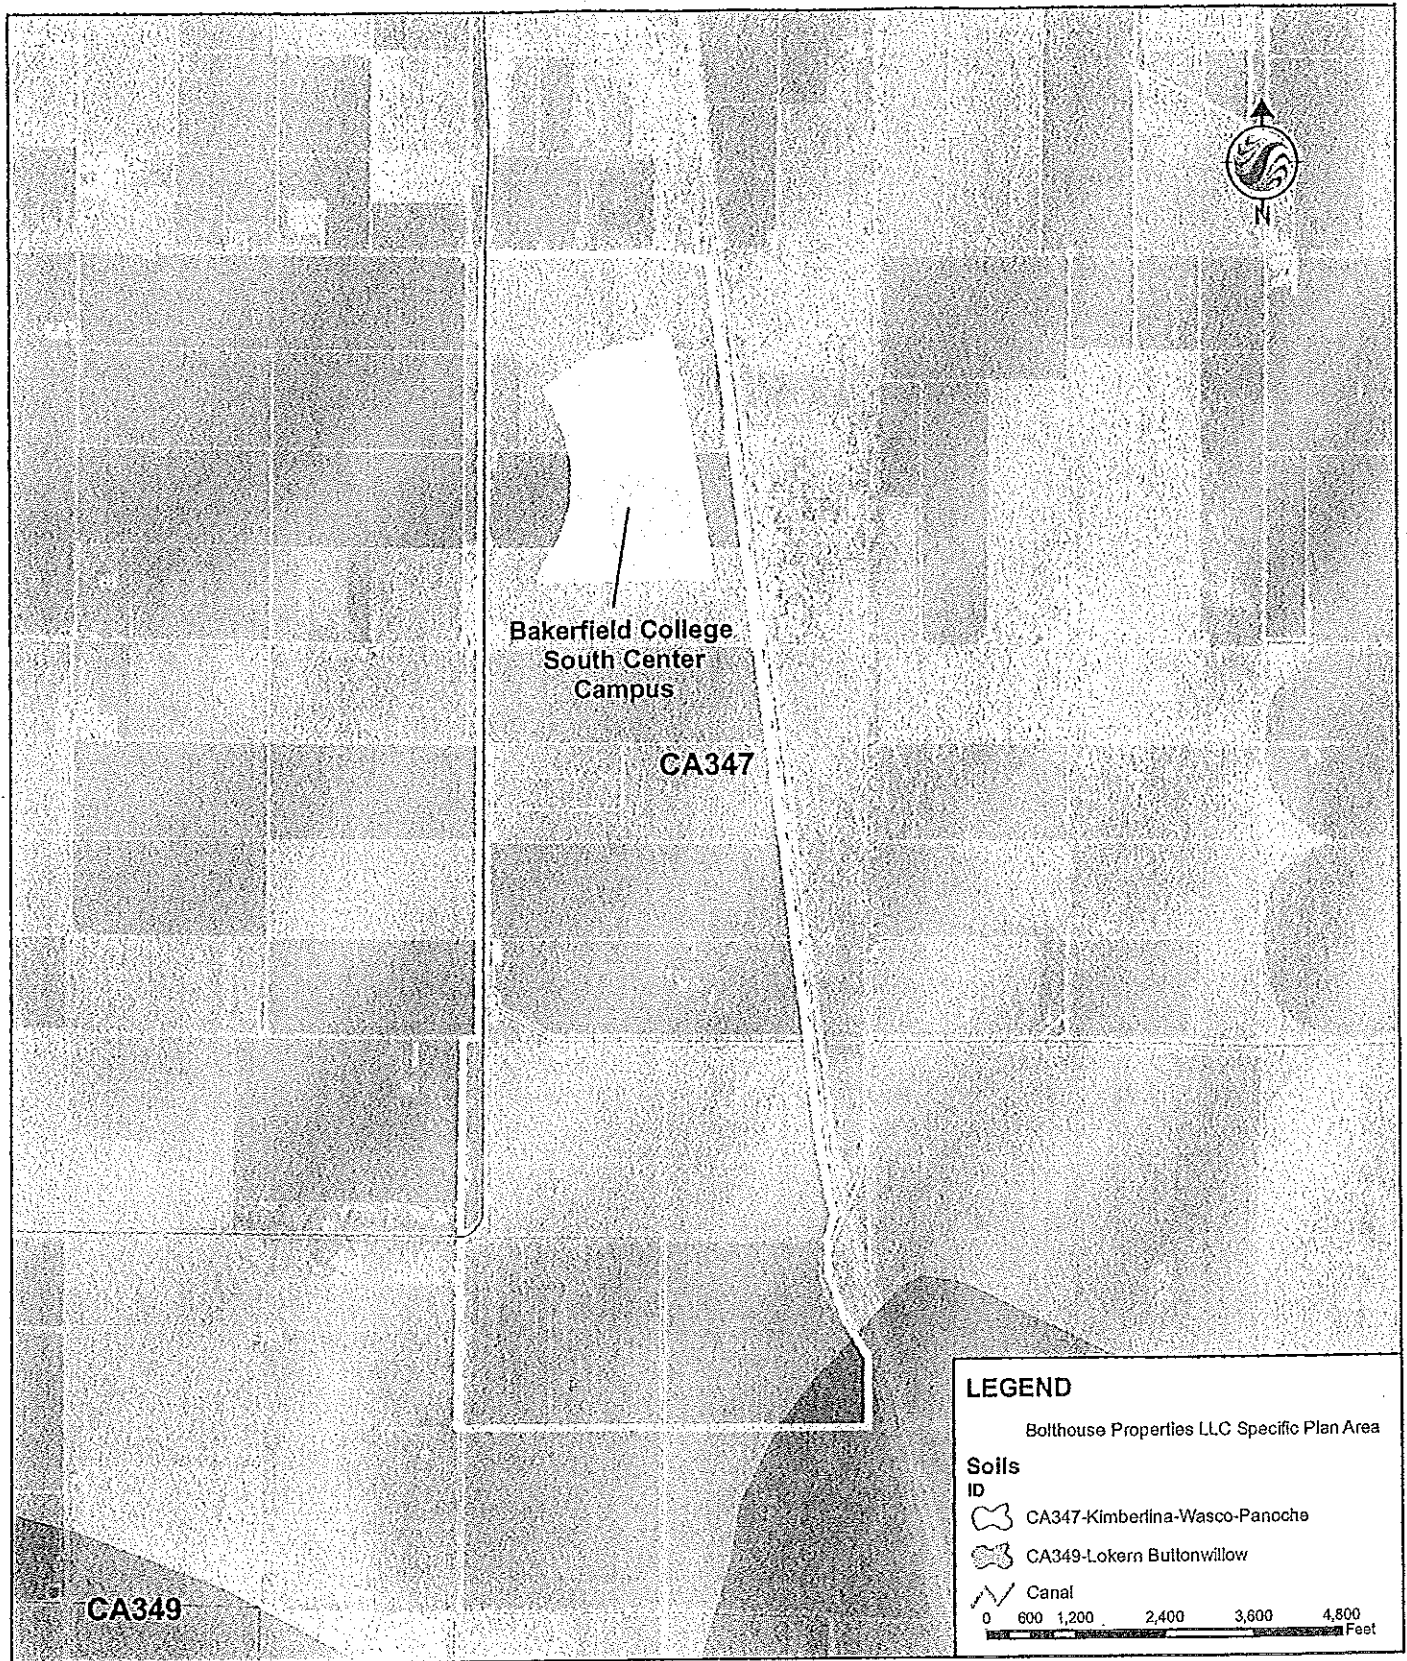 N
Bakerfield College
South Center
Campus
CA347
CA349
LEGEND
Bolthouse Properties LLC Specific Plan Area
Soils
ID
CA347-Kimberlina-Wasco-Panoche
CA349-Lokern Buttonwillow
Canal
0 600 1,200 2,400 3,600 4,800
Feet